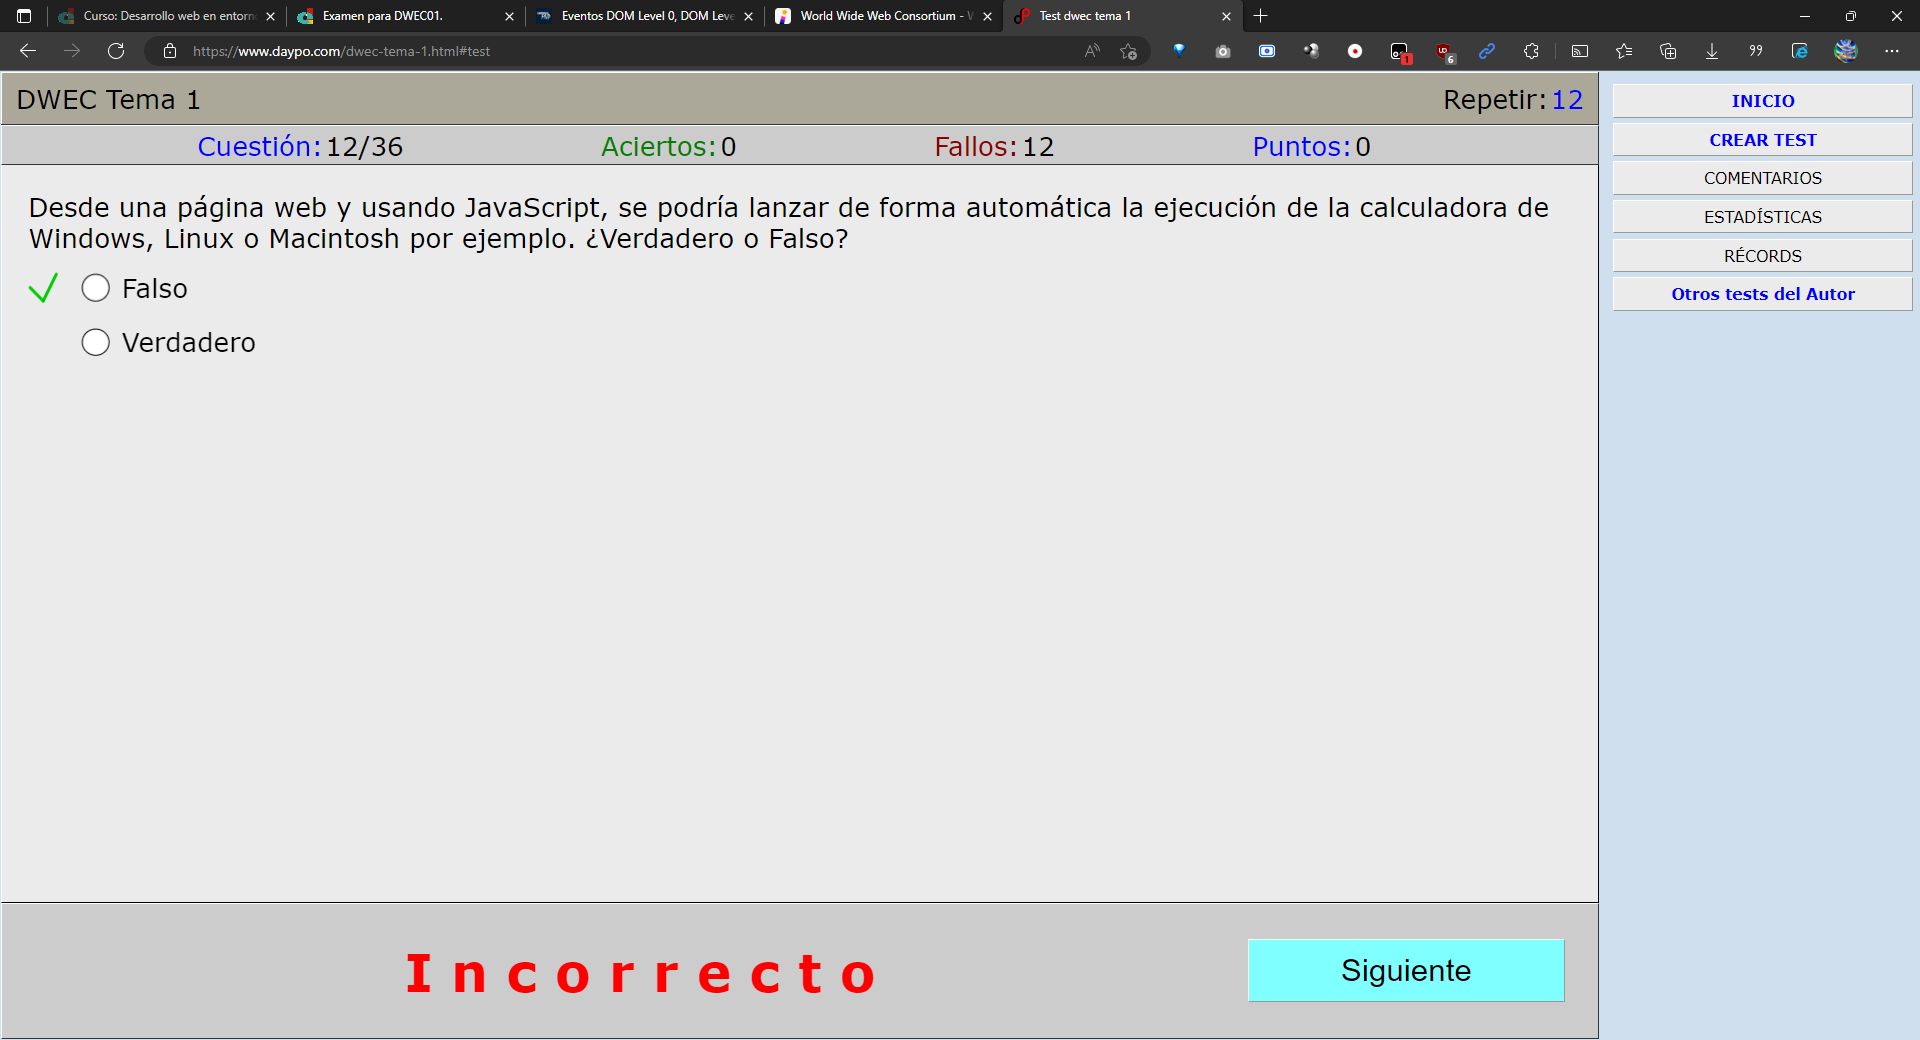 Curso: Desarrollo web en entorn
Examen para DWEC01.
Eventos DOM Level 0, DOM Leve
World Wide Web Consortium - W
Test dwec tema 1
https://www.daypo.com/dwec-tema-1.html#test
1
6
DWEC Tema 1
Repetir: 12
Cuestión: 12/36
Aciertos: 0
Fallos: 12
Puntos: 0
Desde una página web y usando JavaScript, se podría lanzar de forma automática la ejecución de la calculadora de
Windows, Linux o Macintosh por ejemplo. ¿Verdadero o Falso?
Falso
Verdadero
Incorrecto
Siguiente
INICIO
CREAR TEST
COMENTARIOS
ESTADÍSTICAS
RÉCORDS
Otros tests del Autor